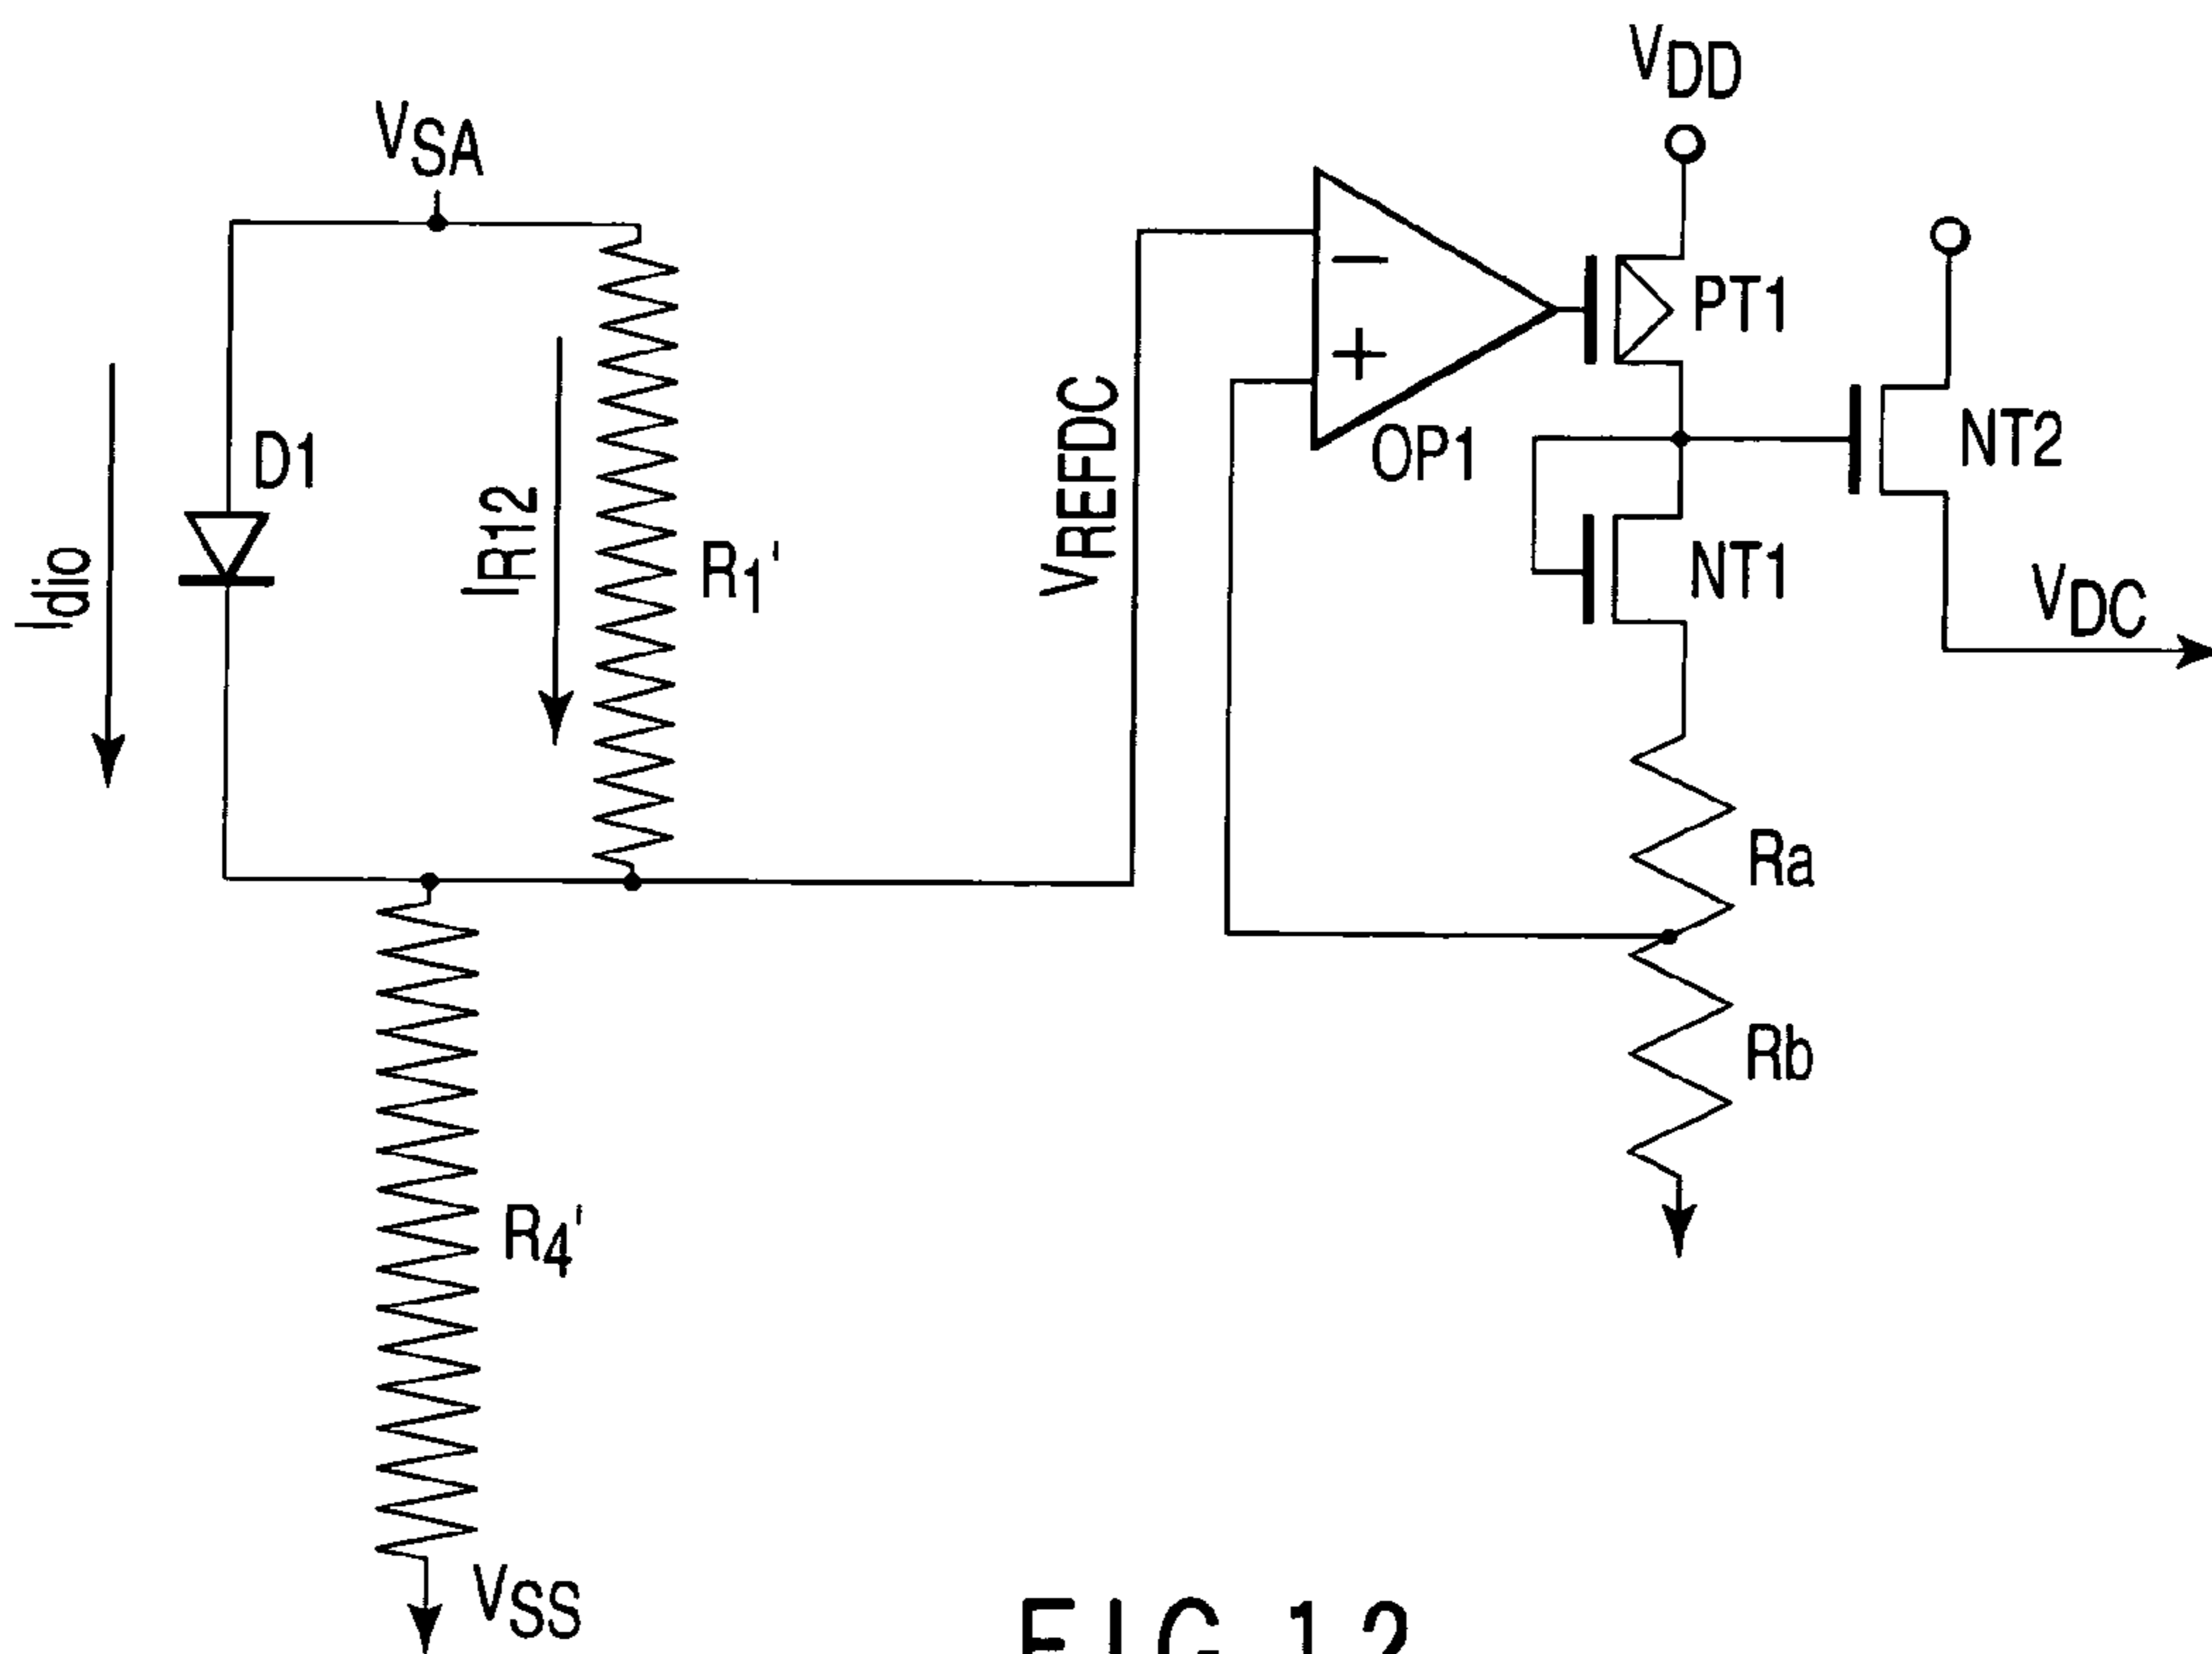 VDD
VSA
−
+
PT1
D1
OP1
NT2
Idio
IR12
R1'
VREFDC
NT1
VDC
Ra
Rb
R4'
VSS
FIG.12